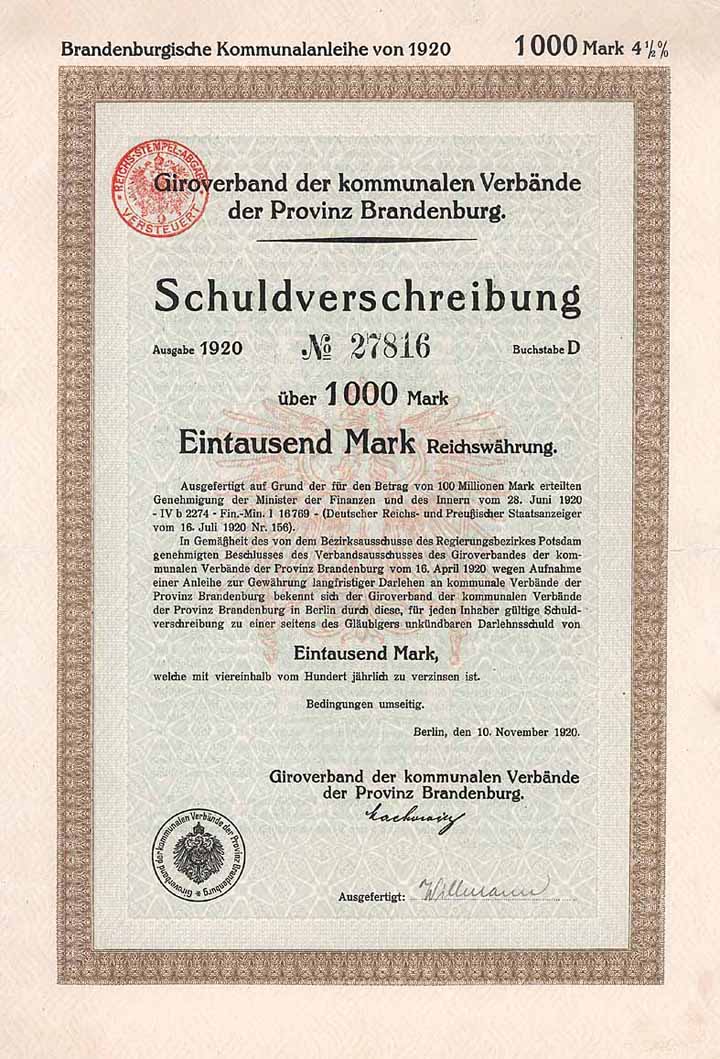 Brandenburgische Kommunalanleihe von 1920 1000 Mark 4½%
REICHS-STEMPEL-ABGABE
VERSTEUERT
Giroverband der kommunalen Verbände
der Provinz Brandenburg.
Schuldverschreibung
Ausgabe 1920 № 27816 Buchstabe D
über 1000 Mark
Eintausend Mark Reichswährung.
Ausgefertigt auf Grund der für den Betrag von 100 Millionen Mark erteilten
Genehmigung der Minister der Finanzen und des Innern vom 28. Juni 1920
- IV b 2274 - Fin.-Min. I 16769 - (Deutscher Reichs- und Preußischer Staatsanzeiger
vom 16. Juli 1920 Nr. 156).
In Gemäßheit des von dem Bezirksausschusse des Regierungsbezirkes Potsdam
genehmigten Beschlusses des Verbandsausschusses des Giroverbandes der kom-
munalen Verbände der Provinz Brandenburg vom 16. April 1920 wegen Aufnahme
einer Anleihe zur Gewährung langfristiger Darlehen an kommunale Verbände der
Provinz Brandenburg bekennt sich der Giroverband der kommunalen Verbände
der Provinz Brandenburg in Berlin durch diese, für jeden Inhaber gültige Schuld-
verschreibung zu einer seitens des Gläubigers unkündbaren Darlehnsschuld von
Eintausend Mark,
welche mit viereinhalb vom Hundert jährlich zu verzinsen ist.
Bedingungen umseitig.
Berlin, den 10. November 1920.
Giroverband der kommunalen Verbände
der Provinz Brandenburg.
Giroverband der kommunalen Verbände der Provinz Brandenburg
Ausgefertigt: Willmann